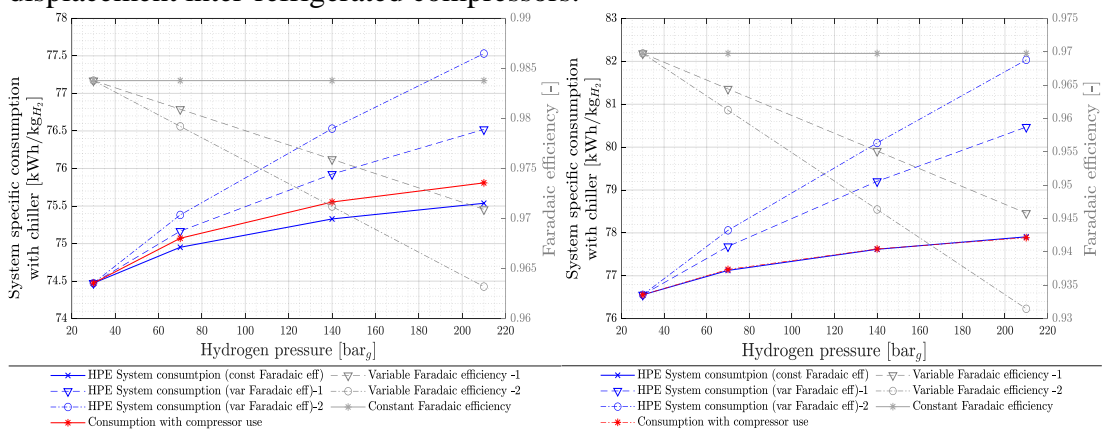 displacement inter-refrigerated compressors.
78
77.5
77
76.5
76
75.5
75
74.5
74
0.99
0.985
0.98
0.975
0.97
0.965
0.96
20 40 60 80 100 120 140 160 180 200 220
System specific consumption
with chiller [kWh/kg_{H_2}]
Faradaic efficiency [-]
Hydrogen pressure [bar_g]
HPE System consumtpion (const Faradaic eff)
HPE System consumption (var Faradaic eff)-1
HPE System consumption (var Faradaic eff)-2
Consumption with compressor use
Variable Faradaic efficiency -1
Variable Faradaic efficiency -2
Constant Faradaic efficiency
83
82
81
80
79
78
77
76
0.975
0.97
0.965
0.96
0.955
0.95
0.945
0.94
0.935
0.93
20 40 60 80 100 120 140 160 180 200 220
System specific consumption
with chiller [kWh/kg_{H_2}]
Faradaic efficiency [-]
Hydrogen pressure [bar_g]
HPE System consumtpion (const Faradaic eff)
HPE System consumption (var Faradaic eff)-1
HPE System consumption (var Faradaic eff)-2
Consumption with compressor use
Variable Faradaic efficiency -1
Variable Faradaic efficiency -2
Constant Faradaic efficiency